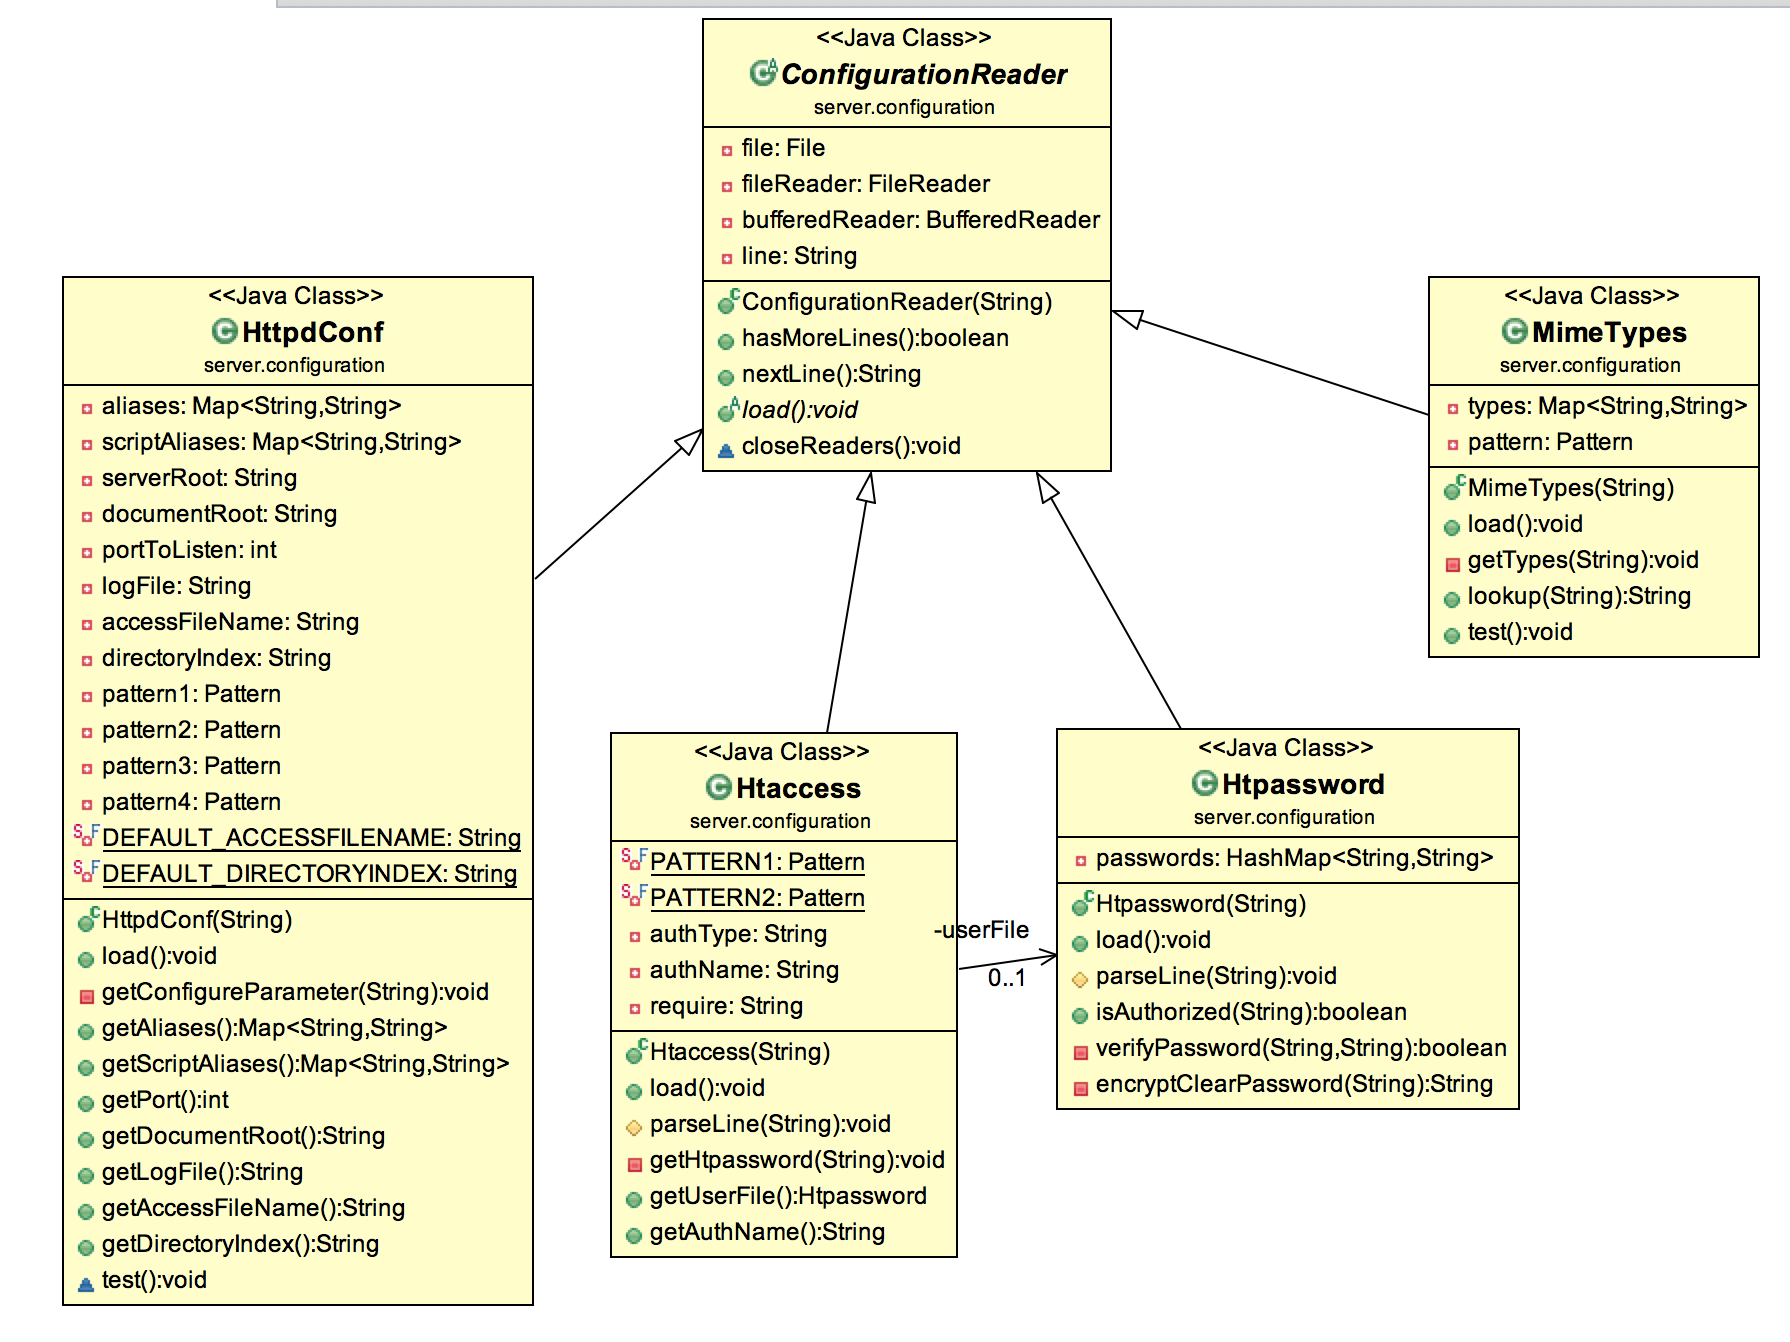 <<Java Class>>
ConfigurationReader
server.configuration
file: File
fileReader: FileReader
bufferedReader: BufferedReader
line: String
ConfigurationReader(String)
hasMoreLines():boolean
nextLine():String
load():void
closeReaders():void
<<Java Class>>
HttpdConf
server.configuration
aliases: Map<String,String>
scriptAliases: Map<String,String>
serverRoot: String
documentRoot: String
portToListen: int
logFile: String
accessFileName: String
directoryIndex: String
pattern1: Pattern
pattern2: Pattern
pattern3: Pattern
pattern4: Pattern
DEFAULT_ACCESSFILENAME: String
DEFAULT_DIRECTORYINDEX: String
HttpdConf(String)
load():void
getConfigureParameter(String):void
getAliases():Map<String,String>
getScriptAliases():Map<String,String>
getPort():int
getDocumentRoot():String
getLogFile():String
getAccessFileName():String
getDirectoryIndex():String
test():void
<<Java Class>>
MimeTypes
server.configuration
types: Map<String,String>
pattern: Pattern
MimeTypes(String)
load():void
getTypes(String):void
lookup(String):String
test():void
<<Java Class>>
Htaccess
server.configuration
PATTERN1: Pattern
PATTERN2: Pattern
authType: String
authName: String
require: String
Htaccess(String)
load():void
parseLine(String):void
getHtpassword(String):void
getUserFile():Htpassword
getAuthName():String
-userFile
0..1
<<Java Class>>
Htpassword
server.configuration
passwords: HashMap<String,String>
Htpassword(String)
load():void
parseLine(String):void
isAuthorized(String):boolean
verifyPassword(String,String):boolean
encryptClearPassword(String):String